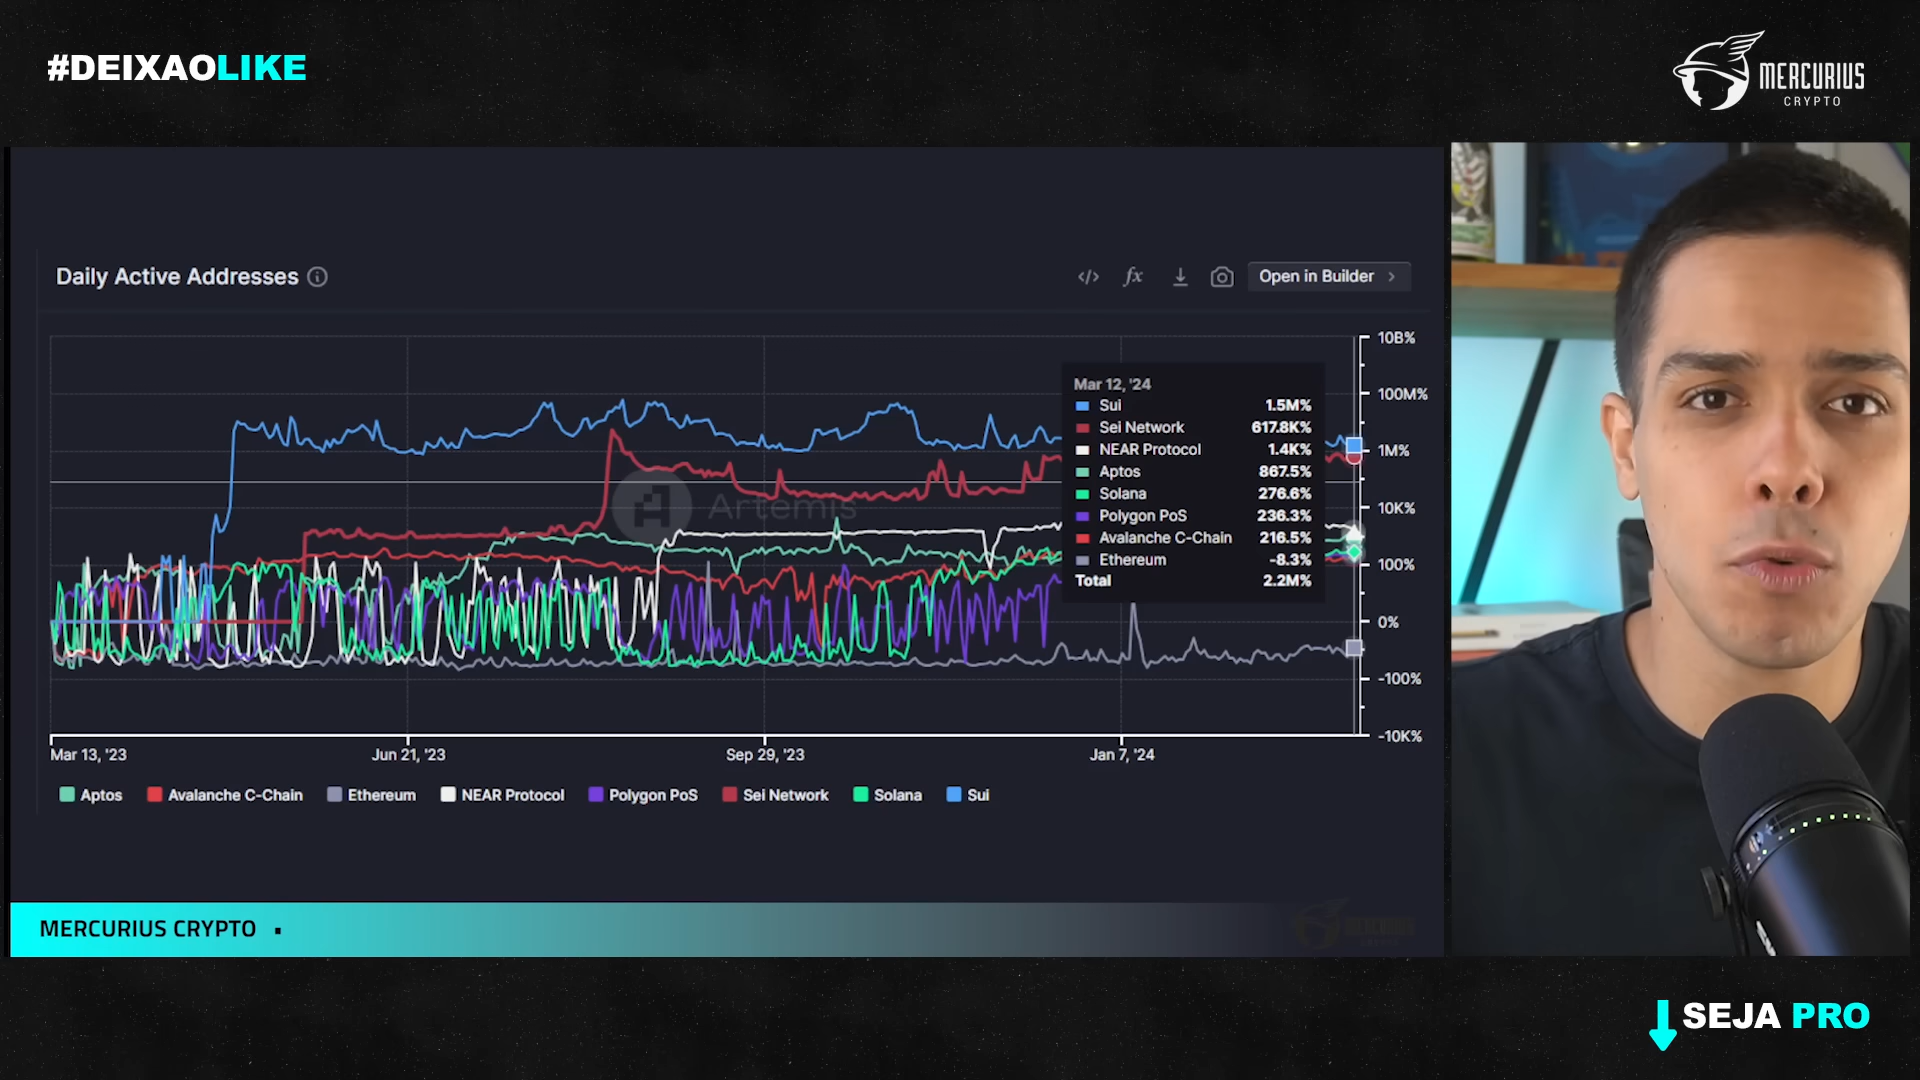 #DEIXAOLIKE
MERCURIUS
CRYPTO
Daily Active Addresses
Open in Builder
10B%
100M%
1M%
10K%
100%
0%
-100%
-10K%
Mar 12, '24
Sui 1.5M%
Sei Network 617.8K%
NEAR Protocol 1.4K%
Aptos 867.5%
Solana 276.6%
Polygon PoS 236.3%
Avalanche C-Chain 216.5%
Ethereum -8.3%
Total 2.2M%
Artemis
Mar 13, '23 Jun 21, '23 Sep 29, '23 Jan 7, '24
Aptos Avalanche C-Chain Ethereum NEAR Protocol Polygon PoS Sei Network Solana Sui
MERCURIUS CRYPTO
SEJA PRO